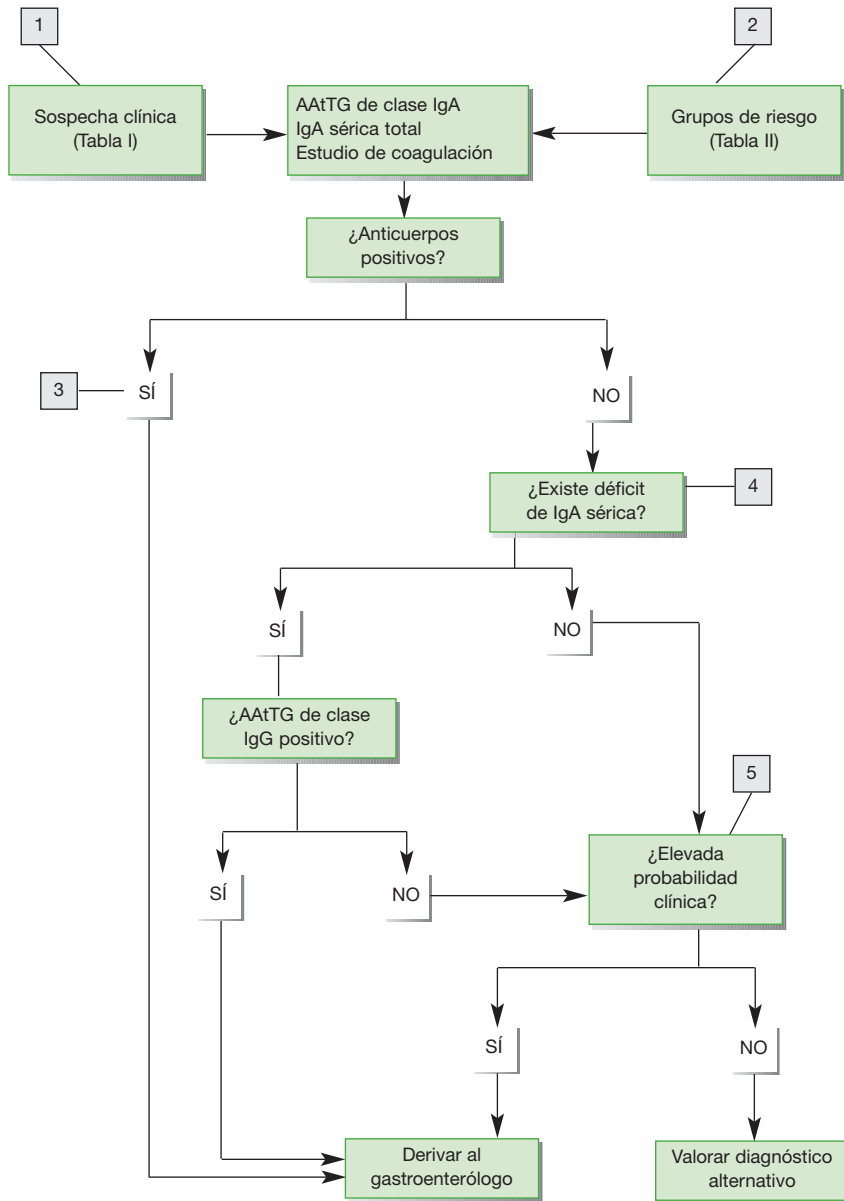 1
2
Sospecha clínica
(Tabla I)
AAtTG de clase IgA
IgA sérica total
Estudio de coagulación
Grupos de riesgo
(Tabla II)
¿Anticuerpos
positivos?
3
SÍ
NO
¿Existe déficit
de IgA sérica?
4
SÍ
NO
¿AAtTG de clase
IgG positivo?
5
¿Elevada
probabilidad
clínica?
SÍ
NO
SÍ
NO
Derivar al
gastroenterólogo
Valorar diagnóstico
alternativo